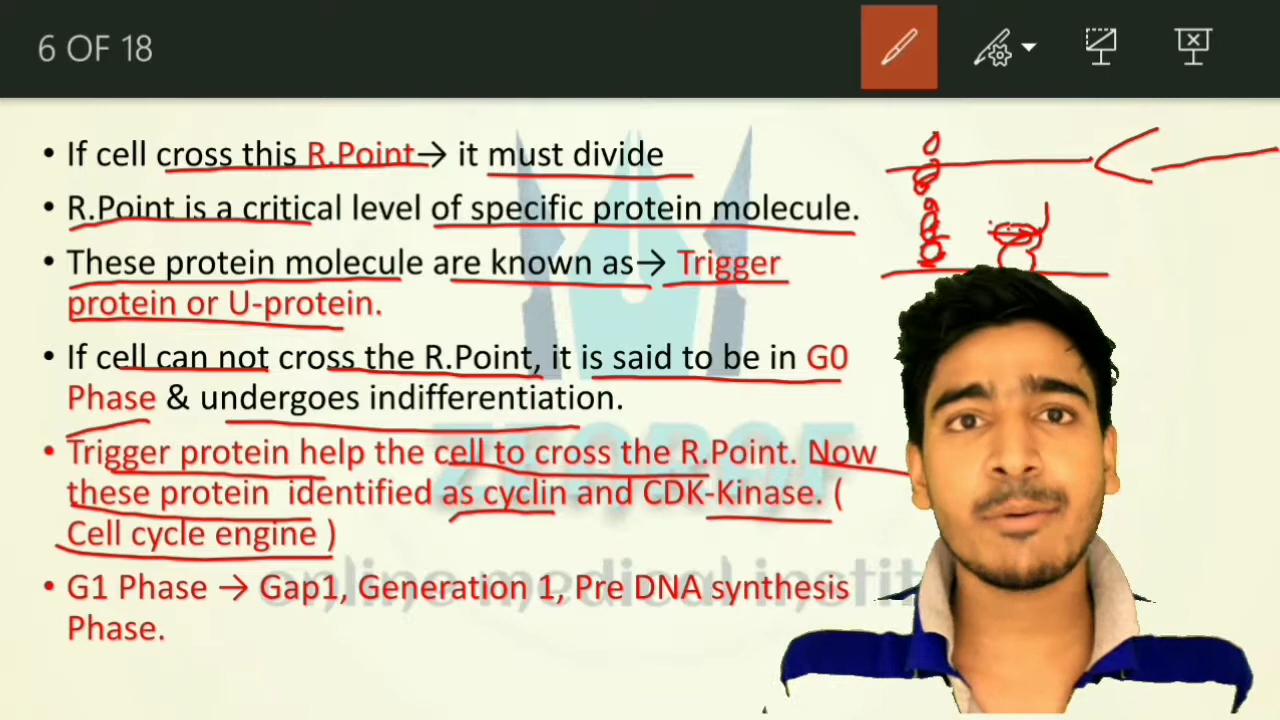 6 OF 18
• If cell cross this R.Point→ it must divide
• R.Point is a critical level of specific protein molecule.
• These protein molecule are known as→ Trigger
protein or U-protein.
• If cell can not cross the R.Point, it is said to be in G0
Phase & undergoes indifferentiation.
• Trigger protein help the cell to cross the R.Point. Now
these protein identified as cyclin and CDK-Kinase. (
Cell cycle engine )
• G1 Phase → Gap1, Generation 1, Pre DNA synthesis
Phase.
online medical instit